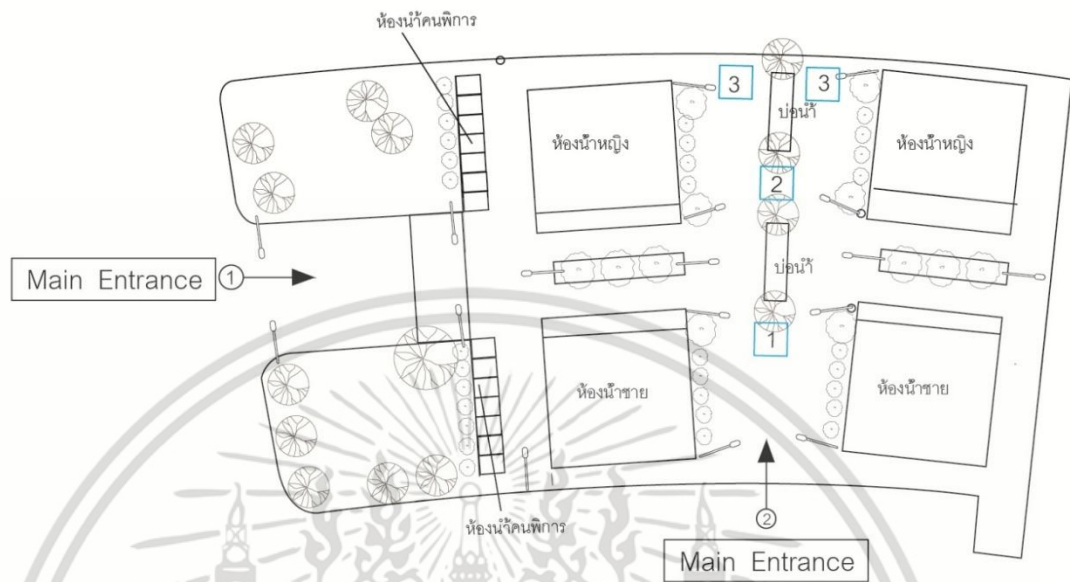 ห้องน้ำคนพิการ
3
3
บ่อน้ำ
ห้องน้ำหญิง
ห้องน้ำหญิง
2
Main Entrance ①
บ่อน้ำ
1
ห้องน้ำชาย
ห้องน้ำชาย
②
ห้องน้ำคนพิการ
Main Entrance